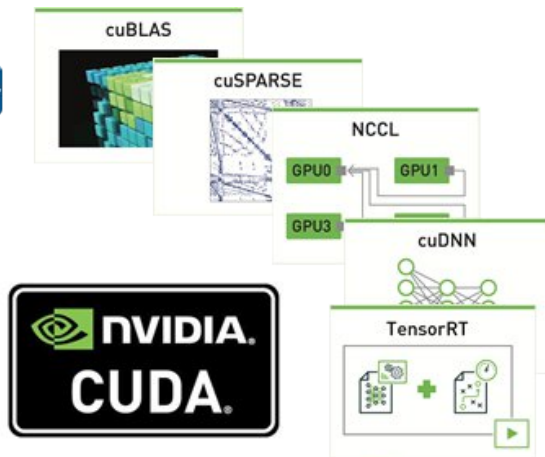 cuBLAS
cuSPARSE
NCCL
GPU0
GPU1
GPU3
cuDNN
TensorRT
nVIDIA.
CUDA.